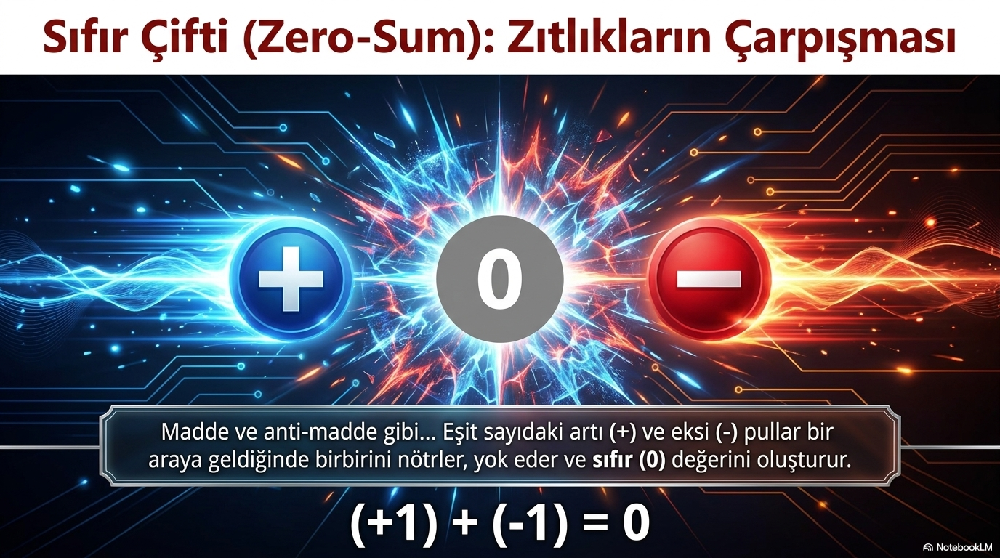 Sıfır Çifti (Zero-Sum): Zıtlıkların Çarpışması
+
0
−
Madde ve anti-madde gibi... Eşit sayıdaki artı (+) ve eksi (-) pullar bir
araya geldiğinde birbirini nötrler, yok eder ve sıfır (0) değerini oluşturur.
(+1) + (-1) = 0
NotebookLM